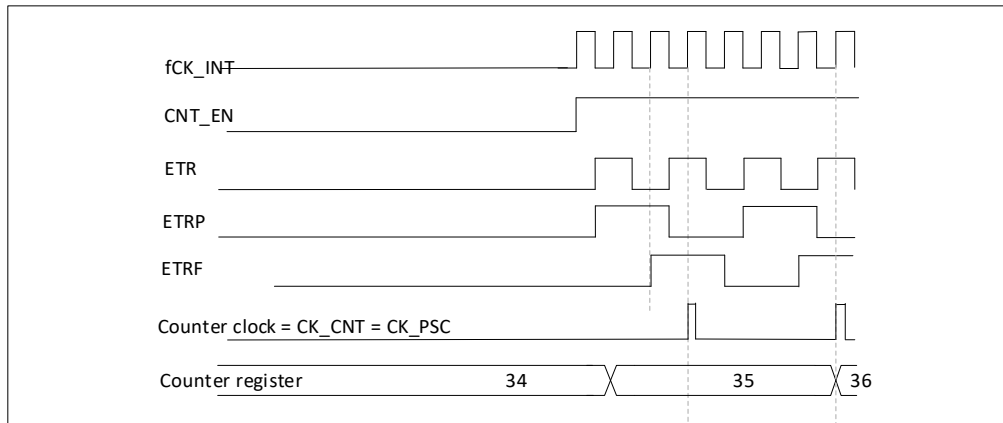 fCK_INT
CNT_EN
ETR
ETRP
ETRF
Counter clock = CK_CNT = CK_PSC
Counter register 34 35 36